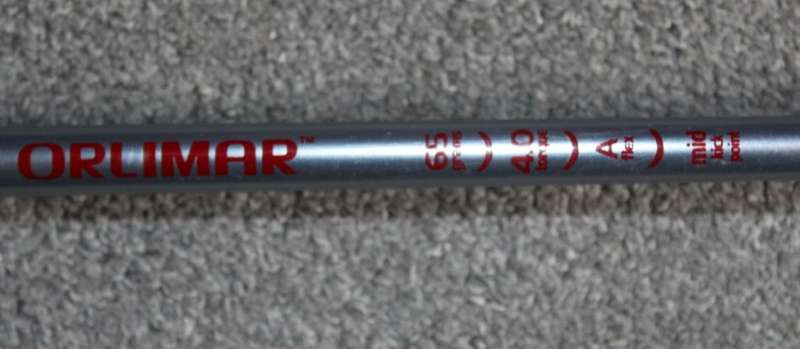 ORLIMAR™
65
grams
)
4.0
torque
)
A
flex
)
mid
kick
point